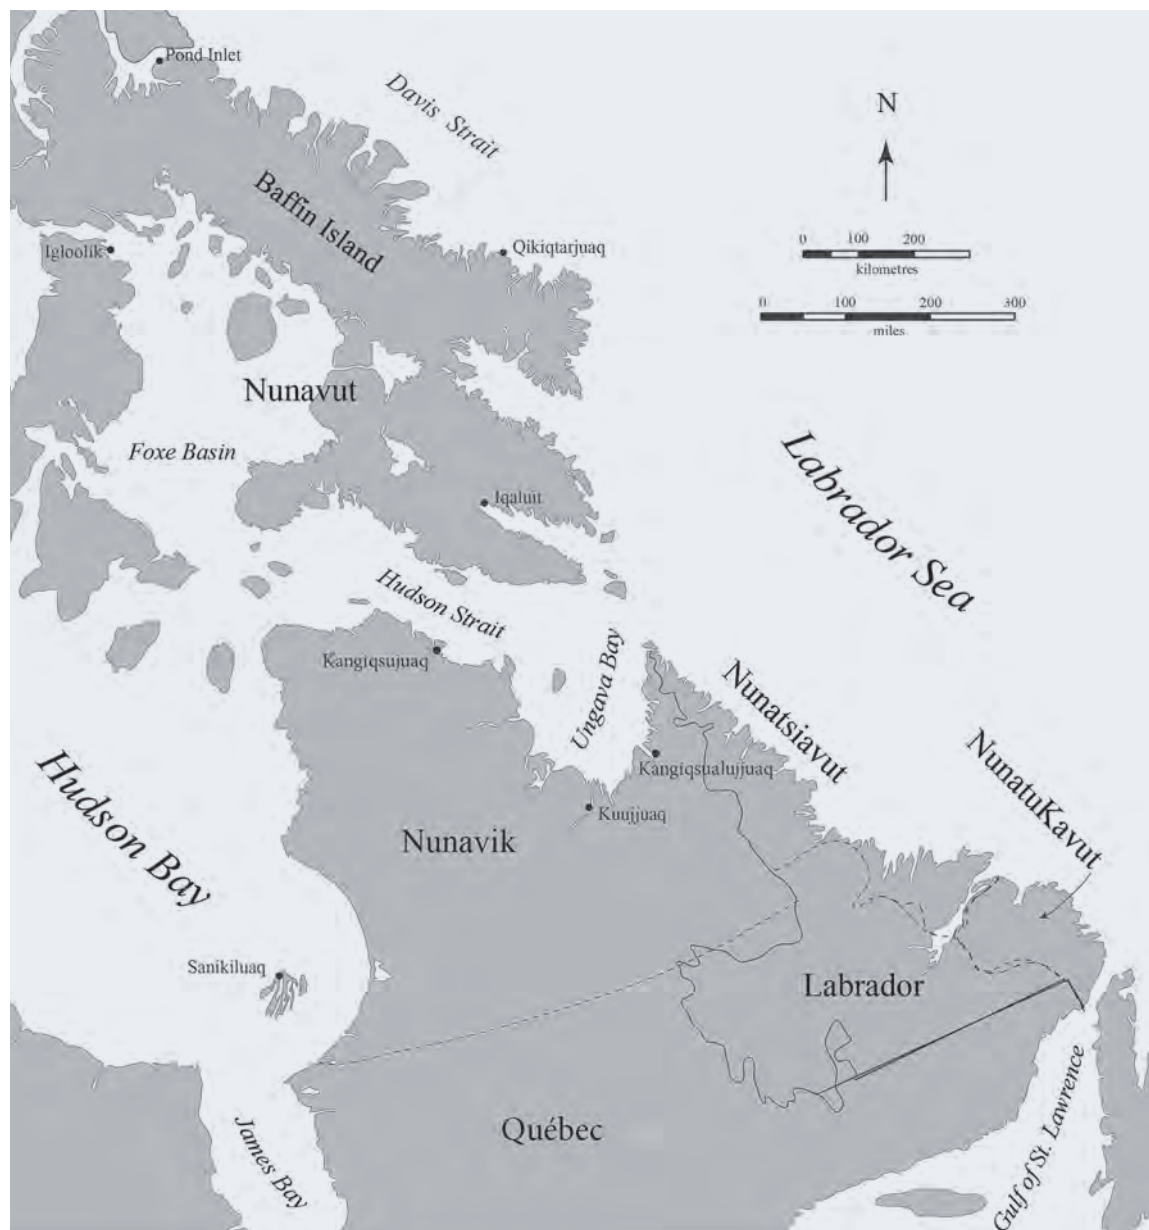 Pond Inlet
Davis Strait
N
Baffin Island
Igloolik
Qikiqtarjuaq
0 100 200
kilometres
0 100 200 300
miles
Nunavut
Foxe Basin
Labrador Sea
Iqaluit
Hudson Strait
Kangiqsujuaq
Ungava Bay
Nunatsiavut
NunatuKavut
Hudson Bay
Kangiqsualujjuaq
Kuujjuaq
Nunavik
Sanikiluaq
Labrador
Québec
James Bay
Gulf of St. Lawrence